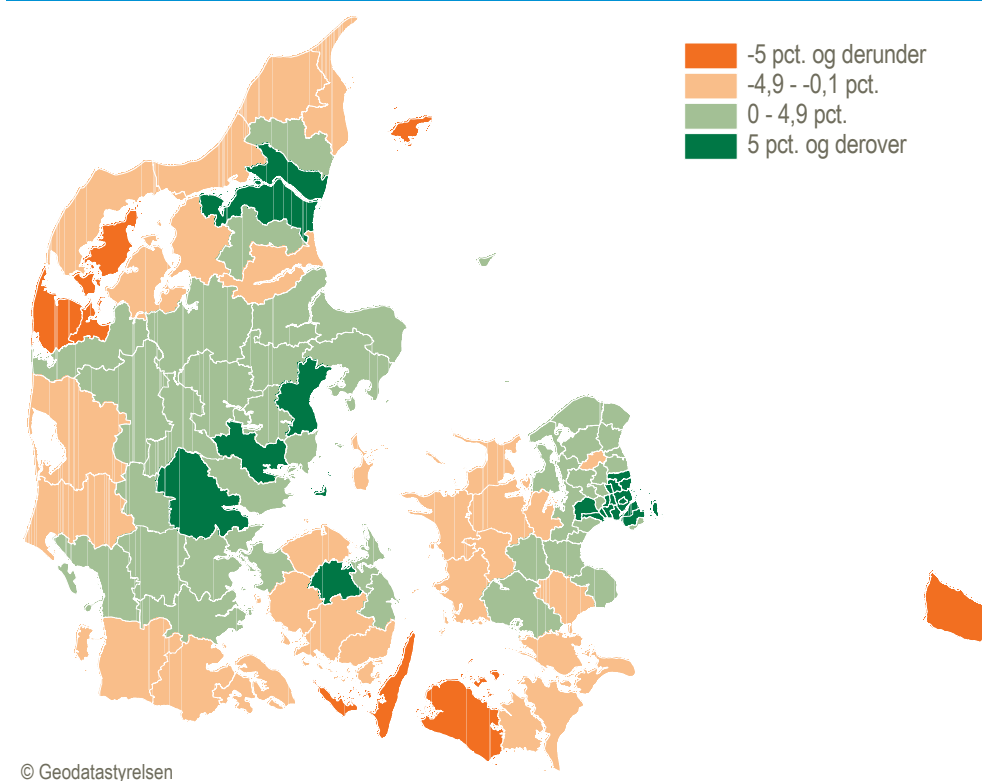 -5 pct. og derunder
-4,9 - -0,1 pct.
0 - 4,9 pct.
5 pct. og derover
© Geodatastyrelsen